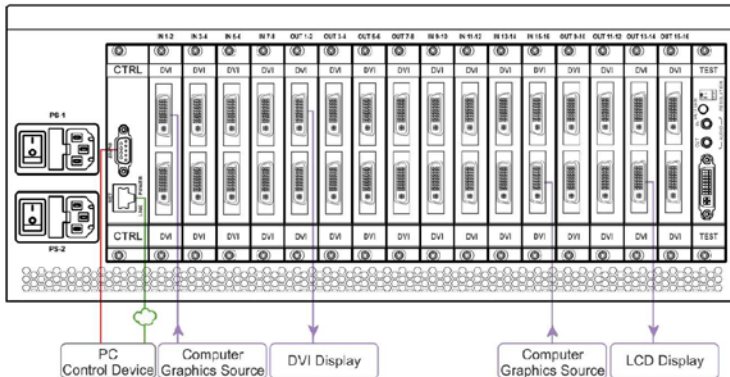 IN 1-2 IN 3-4 IN 5-6 IN 7-8 OUT 1-2 OUT 3-4 OUT 5-6 OUT 7-8 IN 9-10 IN 11-12 IN 13-14 IN 15-16 OUT 9-10 OUT 11-12 OUT 13-14 OUT 15-16
CTRL DVI DVI DVI DVI DVI DVI DVI DVI DVI DVI DVI DVI DVI DVI DVI DVI TEST
PS-1
OUT IN
POWER
NET
LINK
PS-2
CTRL DVI DVI DVI DVI DVI DVI DVI DVI DVI DVI DVI DVI DVI DVI DVI DVI TEST
PC
Control Device
Computer
Graphics Source
DVI Display
Computer
Graphics Source
LCD Display